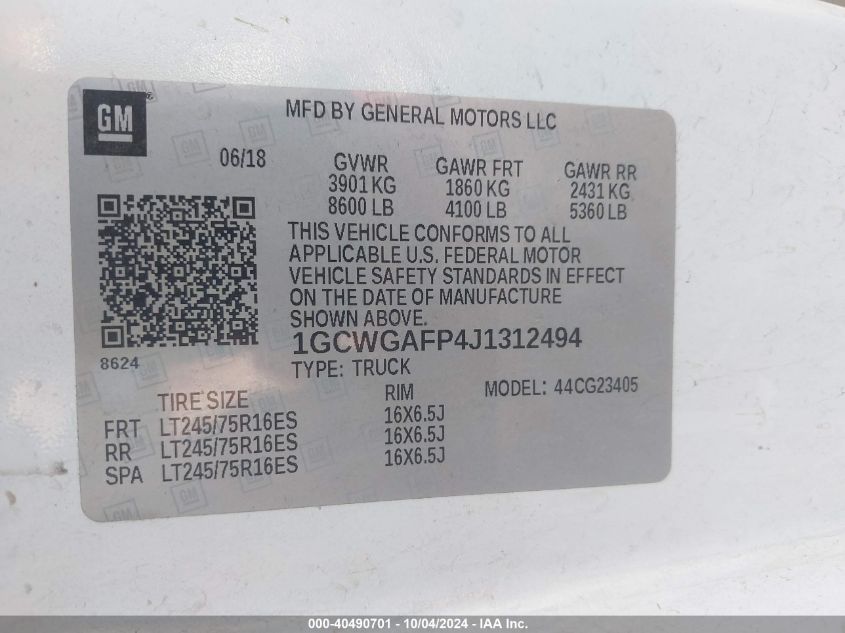 GM
MFD BY GENERAL MOTORS LLC
06/18
GVWR GAWR FRT GAWR RR
3901 KG 1860 KG 2431 KG
8600 LB 4100 LB 5360 LB
THIS VEHICLE CONFORMS TO ALL
APPLICABLE U.S. FEDERAL MOTOR
VEHICLE SAFETY STANDARDS IN EFFECT
ON THE DATE OF MANUFACTURE
SHOWN ABOVE.
8624
1GCWGAFP4J1312494
TYPE: TRUCK
MODEL: 44CG23405
TIRE SIZE RIM
FRT LT245/75R16ES 16X6.5J
RR LT245/75R16ES 16X6.5J
SPA LT245/75R16ES 16X6.5J
000-40490701 - 10/04/2024 - IAA Inc.